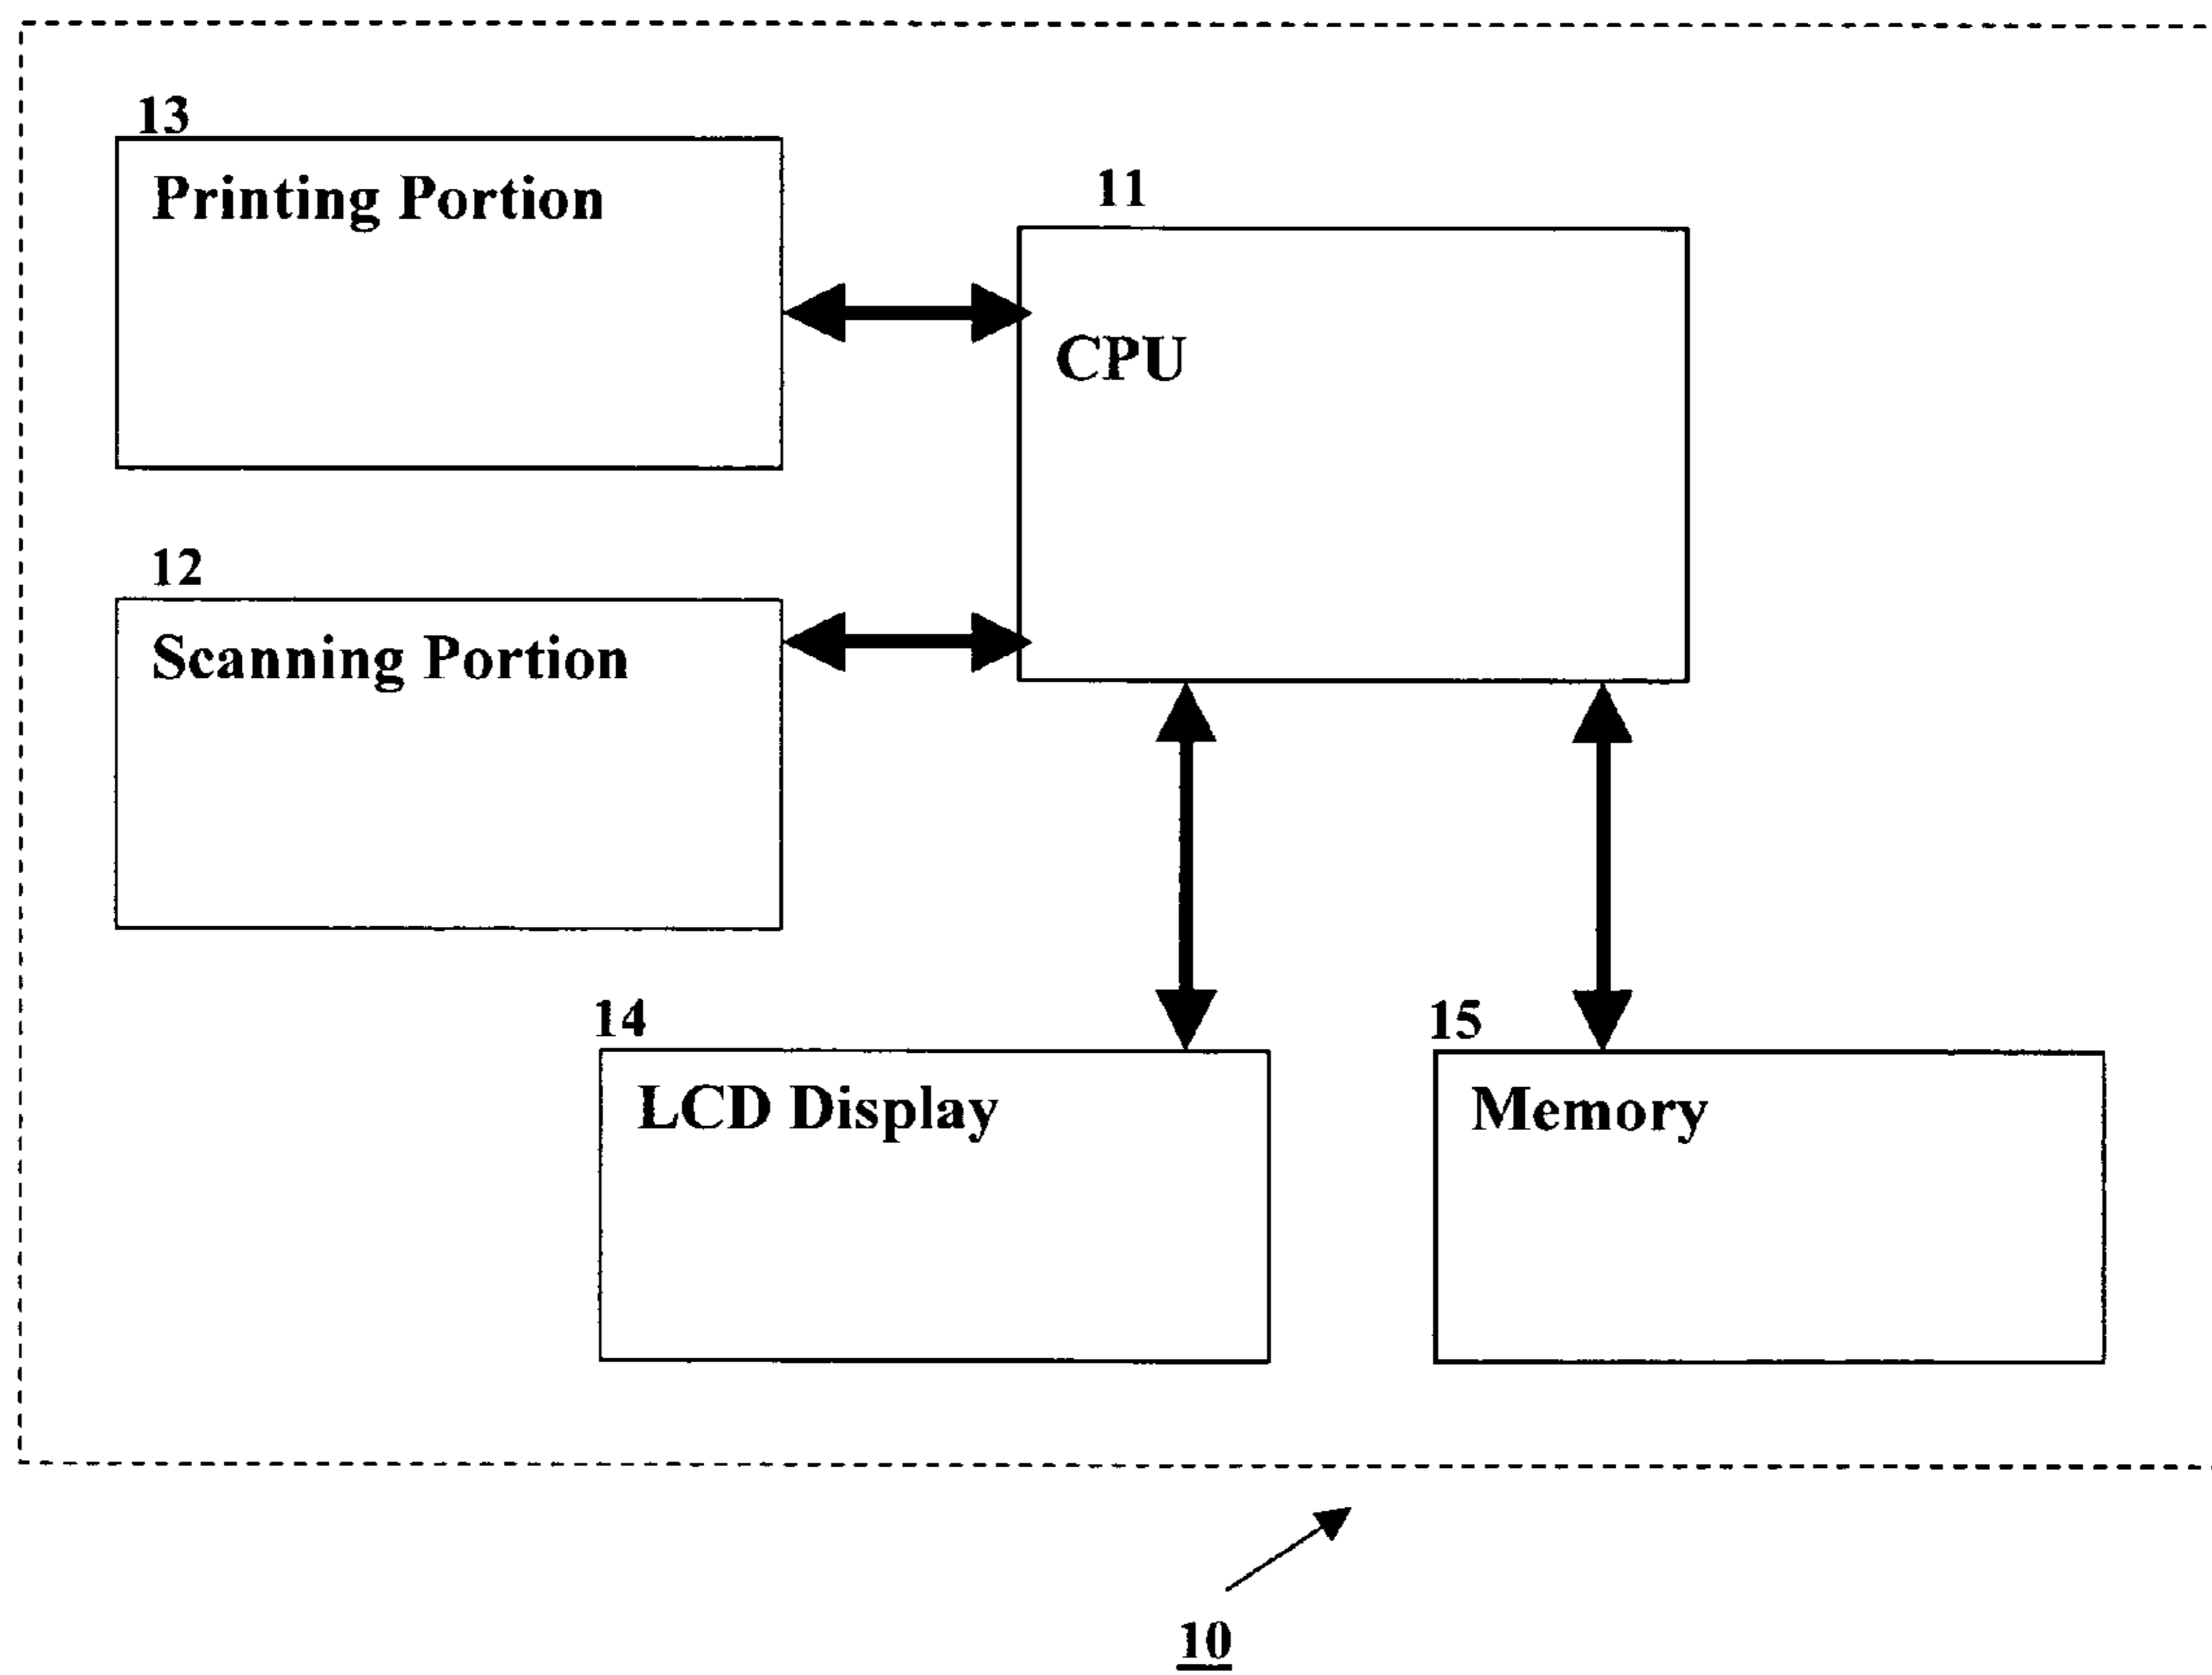 13
Printing Portion
11
CPU
12
Scanning Portion
14
LCD Display
15
Memory
10